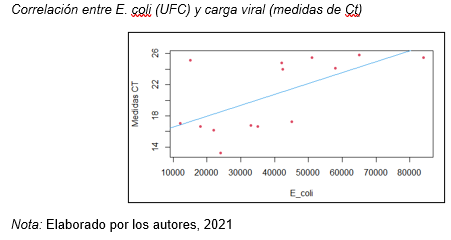 Correlación entre E. coli (UFC) y carga viral (medidas de Ct)
26
22
18
14
Medidas CT
10000 20000 30000 40000 50000 60000 70000 80000
E_coli
Nota: Elaborado por los autores, 2021